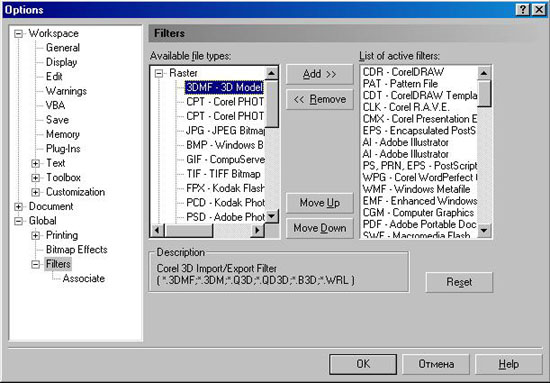 Options
Workspace
General
Display
Edit
Warnings
VBA
Save
Memory
Plug-Ins
Text
Toolbox
Customization
Document
Global
Printing
Bitmap Effects
Filters
Associate
Filters
Available file types:
Raster
3DMF - 3D Model
CPT - Corel PHOT
CPT - Corel PHOT
JPG - JPEG Bitmap
BMP - Windows B
GIF - CompuServe
TIF - TIFF Bitmap
FPX - Kodak Flash
PCD - Kodak Phot
PSD - Adobe Phot
Add >>
<< Remove
Move Up
Move Down
List of active filters:
CDR - CorelDRAW
PAT - Pattern File
CDT - CorelDRAW Templa
CLK - Corel R.A.V.E.
CMX - Corel Presentation E
EPS - Encapsulated PostS
AI - Adobe Illustrator
AI - Adobe Illustrator
PS, PRN, EPS - PostScript
WPG - Corel WordPerfect G
WMF - Windows Metafile
EMF - Enhanced Windows
CGM - Computer Graphics
PDF - Adobe Portable Doc
SWF - Macromedia Flash
Description
Corel 3D Import/Export Filter
( *.3DMF;*.3DM;*.Q3D;*.QD3D;*.B3D;*.WRL )
Reset
OK
Отмена
Help